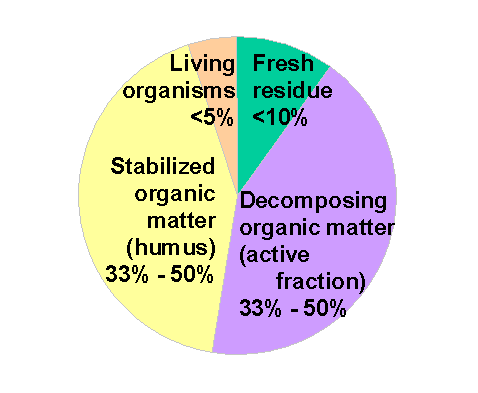 Living
organisms
<5%
Fresh
residue
<10%
Stabilized
organic
matter
(humus)
33% - 50%
Decomposing
organic matter
(active
fraction)
33% - 50%